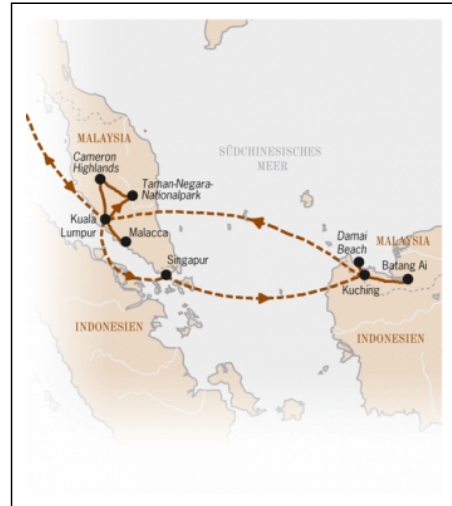 MALAYSIA
Cameron
Highlands
SÜDCHINESISCHES
MEER
Taman-Negara-
Nationalpark
Kuala
Lumpur
Malacca
Singapur
Damai
Beach
MALAYSIA
Batang Ai
Kuching
INDONESIEN
INDONESIEN